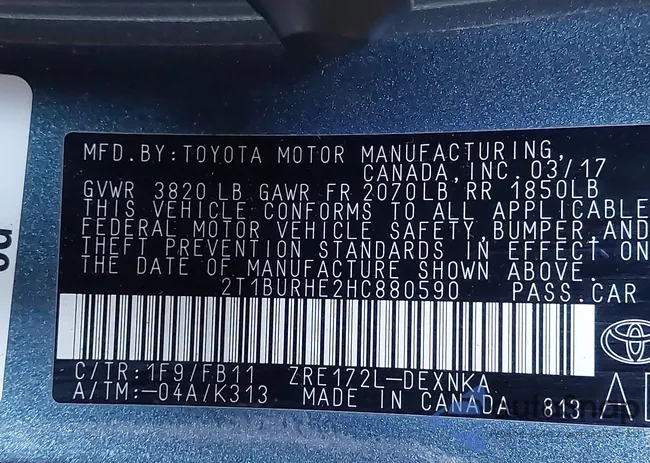 MFD.BY:TOYOTA MOTOR MANUFACTURING,
CANADA,INC. 03/17
GVWR 3820 LB GAWR FR 2070LB RR 1850LB
THIS VEHICLE CONFORMS TO ALL APPLICABLE
FEDERAL MOTOR VEHICLE SAFETY,BUMPER,AND
THEFT PREVENTION STANDARDS IN EFFECT ON
THE DATE OF MANUFACTURE SHOWN ABOVE.
2T1BURHE2HC880590 PASS.CAR
C/TR:1F9/FB11 ZRE172L-DEXNKA
A/TM:-04A/K313 MADE IN CANADA 813